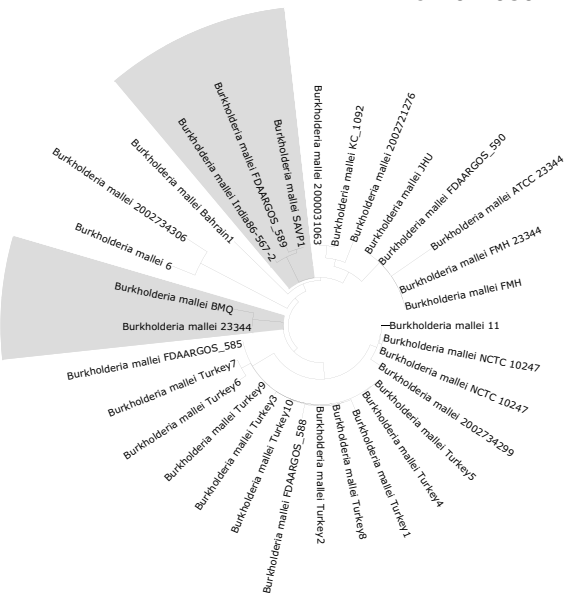 Burkholderia mallei 2000031063
Burkholderia mallei KC_1092
Burkholderia mallei 2002721276
Burkholderia mallei JHU
Burkholderia mallei FDAARGOS_590
Burkholderia mallei ATCC 23344
Burkholderia mallei FMH 23344
Burkholderia mallei FMH
Burkholderia mallei 11
Burkholderia mallei NCTC 10247
Burkholderia mallei NCTC 10247
Burkholderia mallei 2002734299
Burkholderia mallei Turkey5
Burkholderia mallei Turkey4
Burkholderia mallei Turkey1
Burkholderia mallei Turkey8
Burkholderia mallei Turkey2
Burkholderia mallei FDAARGOS_588
Burkholderia mallei Turkey10
Burkholderia mallei Turkey3
Burkholderia mallei Turkey9
Burkholderia mallei Turkey6
Burkholderia mallei Turkey7
Burkholderia mallei FDAARGOS_585
Burkholderia mallei 23344
Burkholderia mallei BMQ
Burkholderia mallei 6
Burkholderia mallei 2002734306
Burkholderia mallei Bahrain1
Burkholderia mallei India86-567-2
Burkholderia mallei FDAARGOS_589
Burkholderia mallei SAVP1